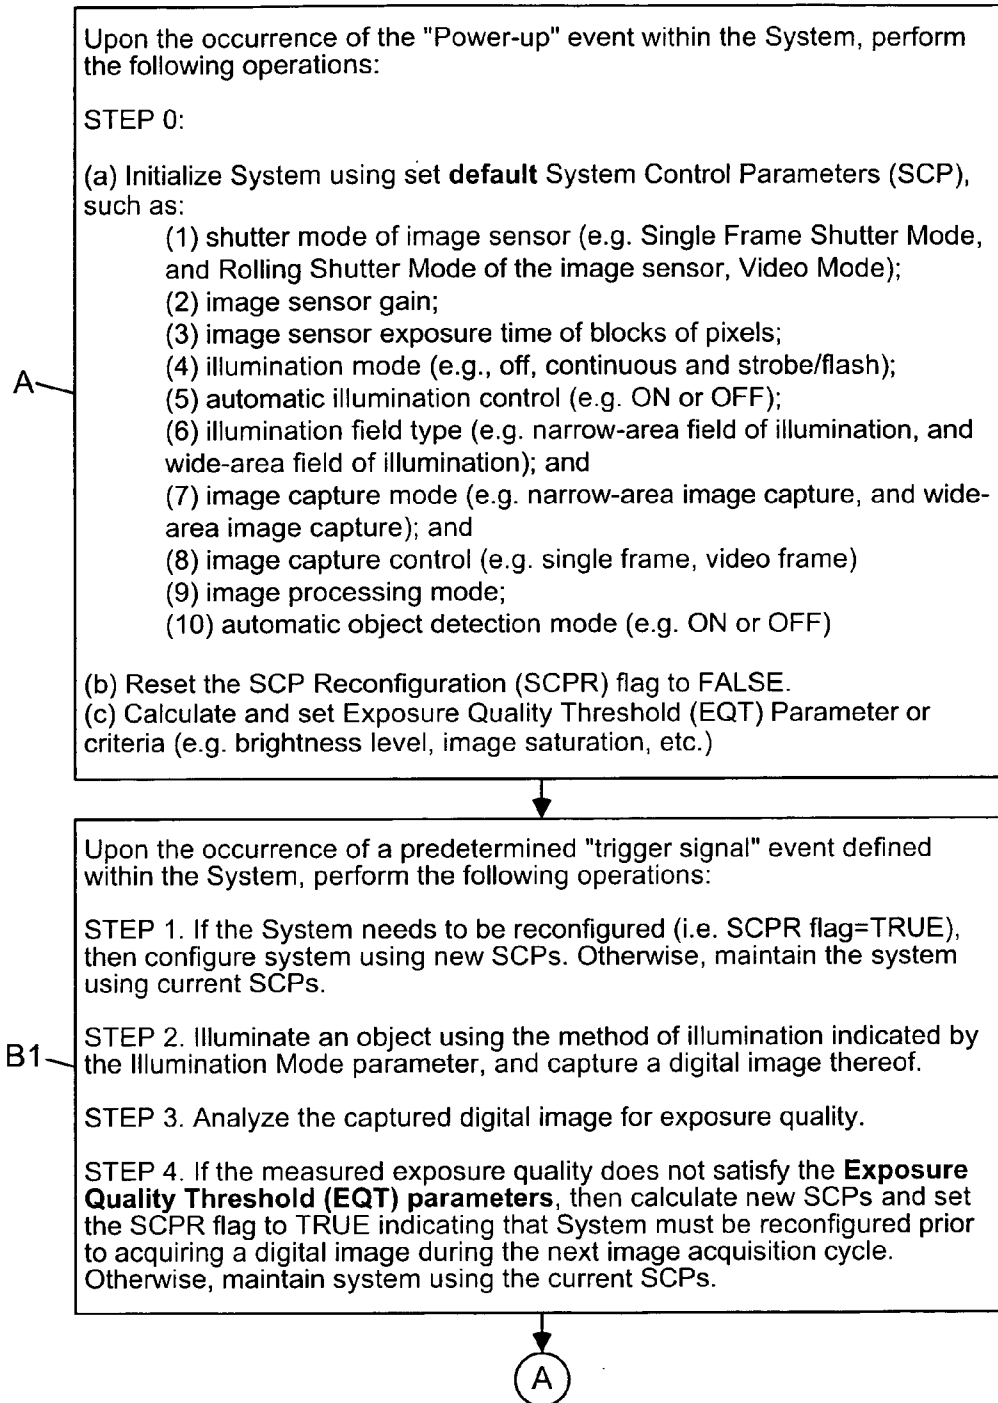 Upon the occurrence of the "Power-up" event within the System, perform
the following operations:
STEP 0:
(a) Initialize System using set default System Control Parameters (SCP),
such as:
(1) shutter mode of image sensor (e.g. Single Frame Shutter Mode,
and Rolling Shutter Mode of the image sensor, Video Mode);
(2) image sensor gain;
(3) image sensor exposure time of blocks of pixels;
(4) illumination mode (e.g., off, continuous and strobe/flash);
A
(5) automatic illumination control (e.g. ON or OFF);
(6) illumination field type (e.g. narrow-area field of illumination, and
wide-area field of illumination); and
(7) image capture mode (e.g. narrow-area image capture, and wide-
area image capture); and
(8) image capture control (e.g. single frame, video frame)
(9) image processing mode;
(10) automatic object detection mode (e.g. ON or OFF)
(b) Reset the SCP Reconfiguration (SCPR) flag to FALSE.
(c) Calculate and set Exposure Quality Threshold (EQT) Parameter or
criteria (e.g. brightness level, image saturation, etc.)
Upon the occurrence of a predetermined "trigger signal" event defined
within the System, perform the following operations:
STEP 1. If the System needs to be reconfigured (i.e. SCPR flag=TRUE),
then configure system using new SCPs. Otherwise, maintain the system
using current SCPs.
STEP 2. Illuminate an object using the method of illumination indicated by
B1
the Illumination Mode parameter, and capture a digital image thereof.
STEP 3. Analyze the captured digital image for exposure quality.
STEP 4. If the measured exposure quality does not satisfy the Exposure
Quality Threshold (EQT) parameters, then calculate new SCPs and set
the SCPR flag to TRUE indicating that System must be reconfigured prior
to acquiring a digital image during the next image acquisition cycle.
Otherwise, maintain system using the current SCPs.
A